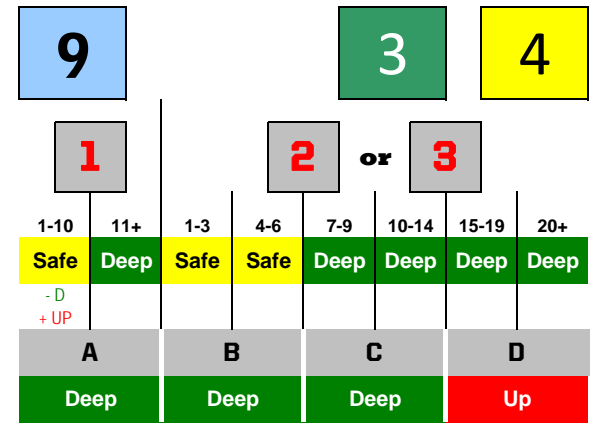 9 3 4
1 2 or 3
1-10 11+ 1-3 4-6 7-9 10-14 15-19 20+
Safe Deep Safe Safe Deep Deep Deep Deep
- D
+ UP
A B C D
Deep Deep Deep Up